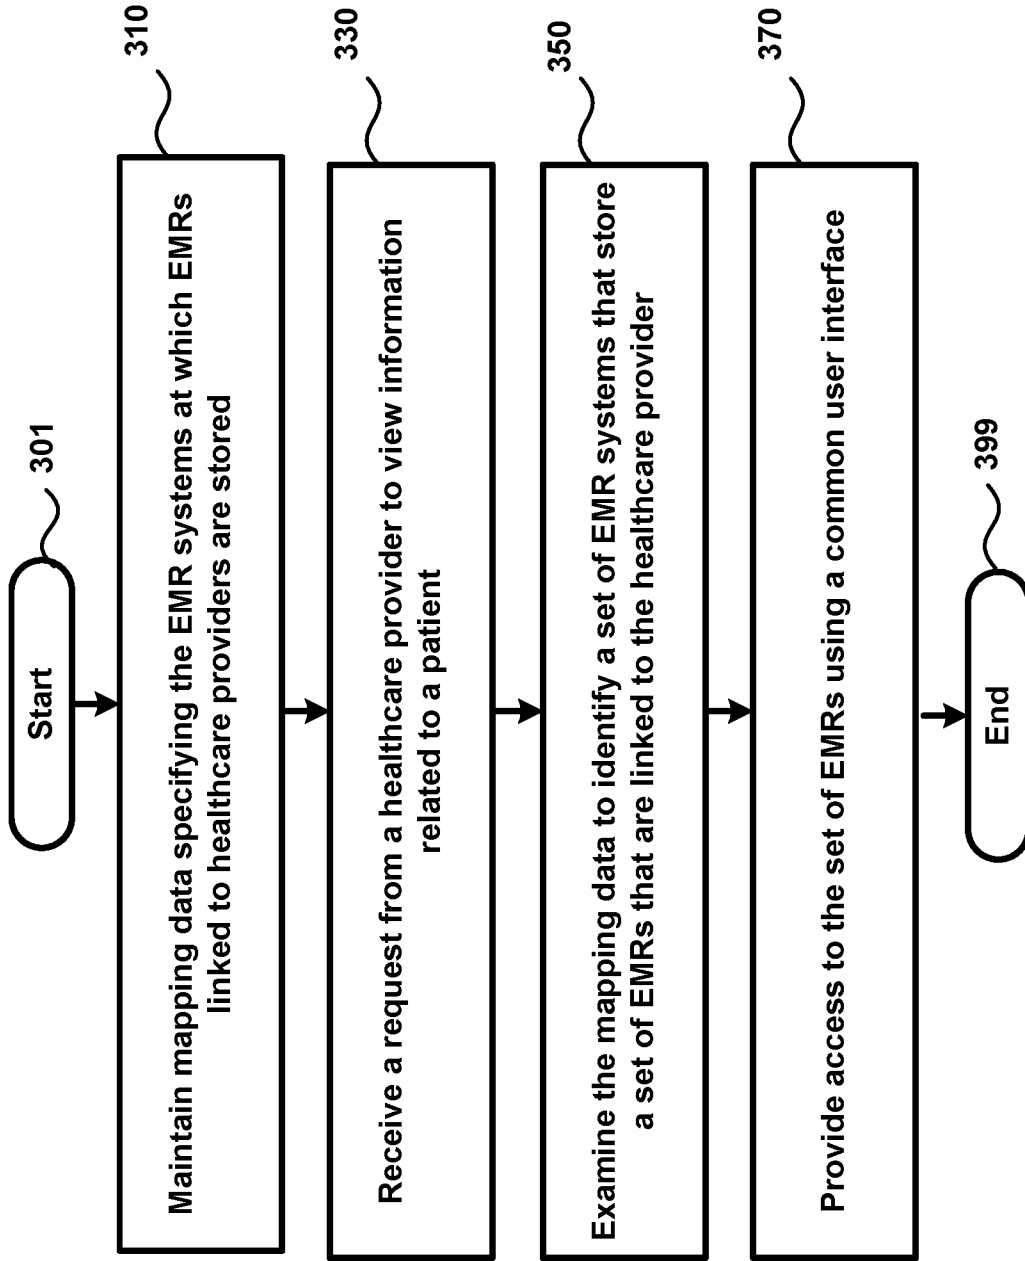 Start
301
Maintain mapping data specifying the EMR systems at which EMRs
linked to healthcare providers are stored
310
Receive a request from a healthcare provider to view information
related to a patient
330
Examine the mapping data to identify a set of EMR systems that store
a set of EMRs that are linked to the healthcare provider
350
Provide access to the set of EMRs using a common user interface
370
End
399